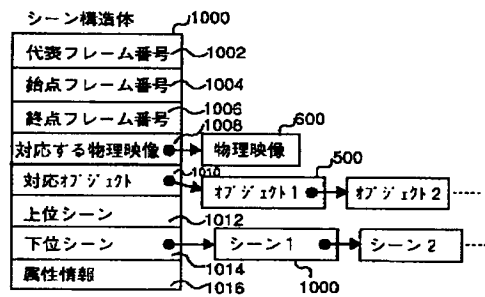 シーン構造体 1000
代表フレーム番号 1002
始点フレーム番号 1004
終点フレーム番号 1006
対応する物理映像 1008 物理映像 600
対応オブジェクト 1010 オブジェクト1 500 オブジェクト2
上位シーン 1012
下位シーン 1014 シーン1 1000 シーン2
属性情報 1016